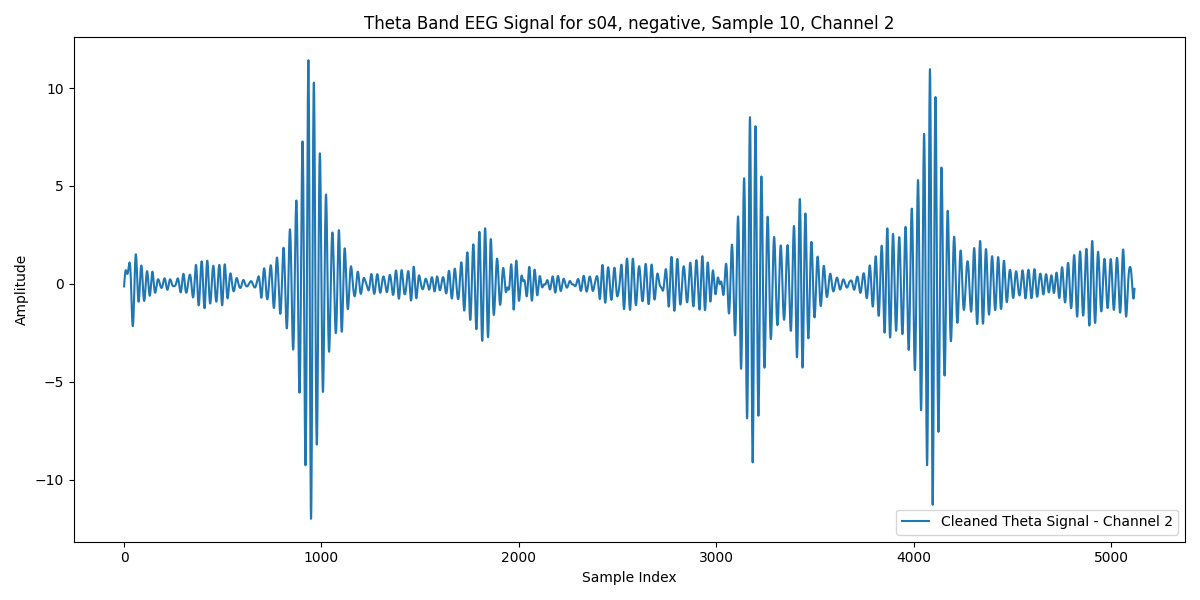 Theta Band EEG Signal for s04, negative, Sample 10, Channel 2
Amplitude
10
5
0
−5
−10
0 1000 2000 3000 4000 5000
Sample Index
Cleaned Theta Signal - Channel 2